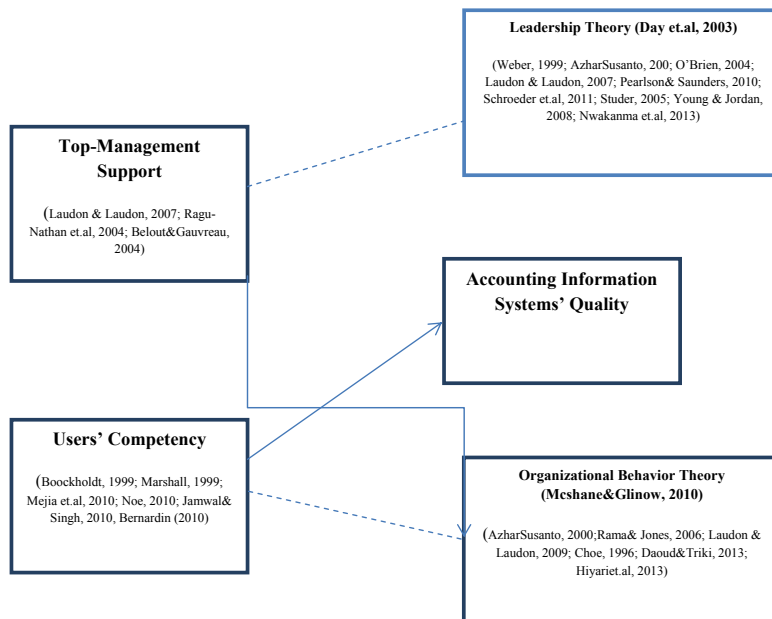 Leadership Theory (Day et.al, 2003)
(Weber, 1999; AzharSusanto, 200; O’Brien, 2004;
Laudon & Laudon, 2007; Pearlson& Saunders, 2010;
Schroeder et.al, 2011; Studer, 2005; Young & Jordan,
2008; Nwakanma et.al, 2013)
Top-Management
Support
(Laudon & Laudon, 2007; Ragu-
Nathan et.al, 2004; Belout&Gauvreau,
2004)
Accounting Information
Systems’ Quality
Users’ Competency
(Boockholdt, 1999; Marshall, 1999;
Mejia et.al, 2010; Noe, 2010; Jamwal&
Singh, 2010, Bernardin (2010)
Organizational Behavior Theory
(Mcshane&Glinow, 2010)
(AzharSusanto, 2000;Rama& Jones, 2006; Laudon &
Laudon, 2009; Choe, 1996; Daoud&Triki, 2013;
Hiyariet.al, 2013)